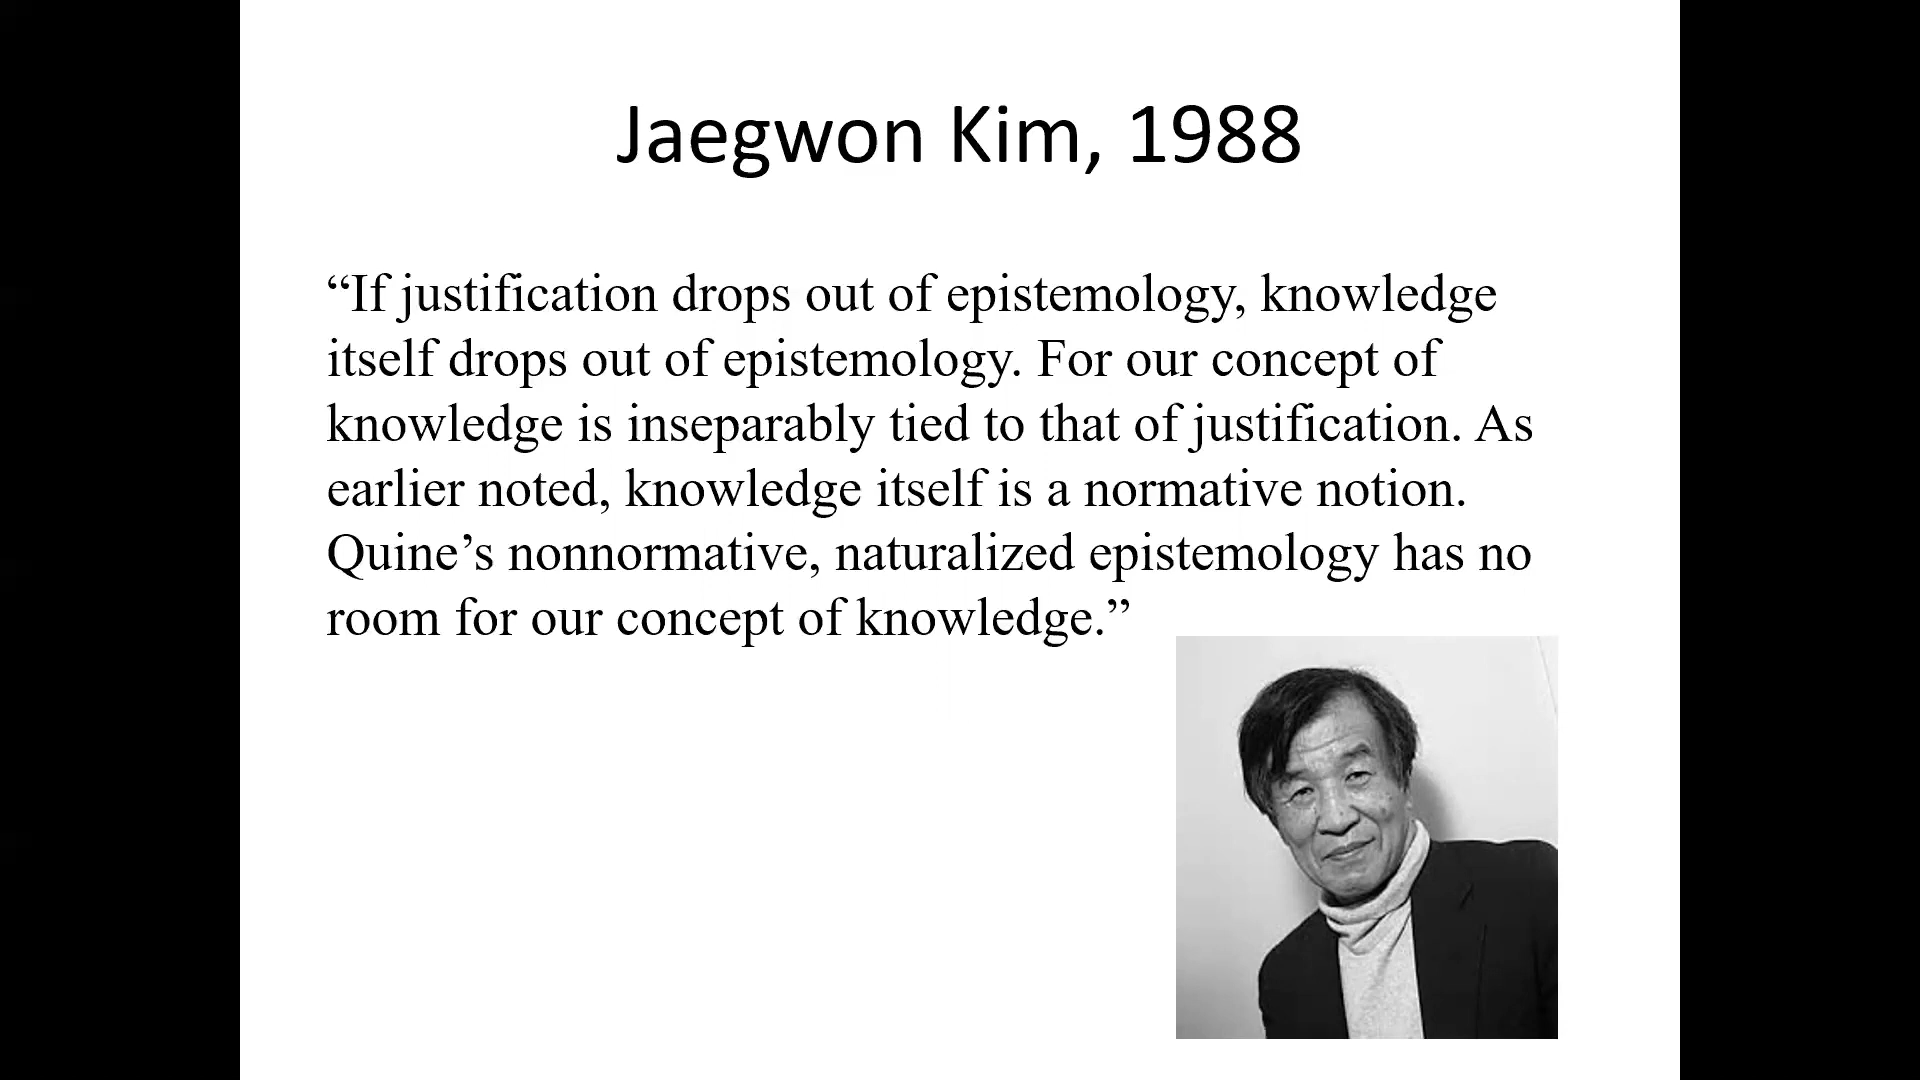 Jaegwon Kim, 1988
“If justification drops out of epistemology, knowledge
itself drops out of epistemology. For our concept of
knowledge is inseparably tied to that of justification. As
earlier noted, knowledge itself is a normative notion.
Quine’s nonnormative, naturalized epistemology has no
room for our concept of knowledge.”